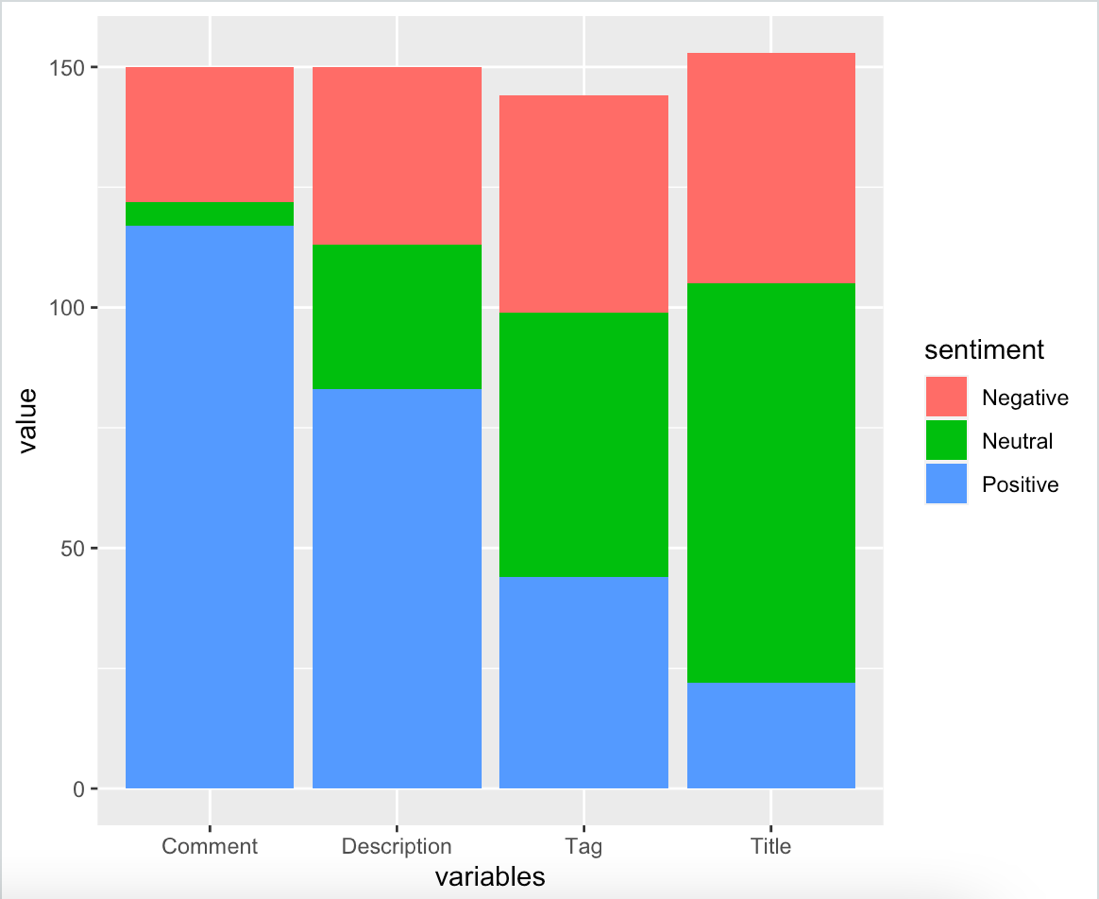 150
100
50
0
value
Comment Description Tag Title
variables
sentiment
Negative
Neutral
Positive